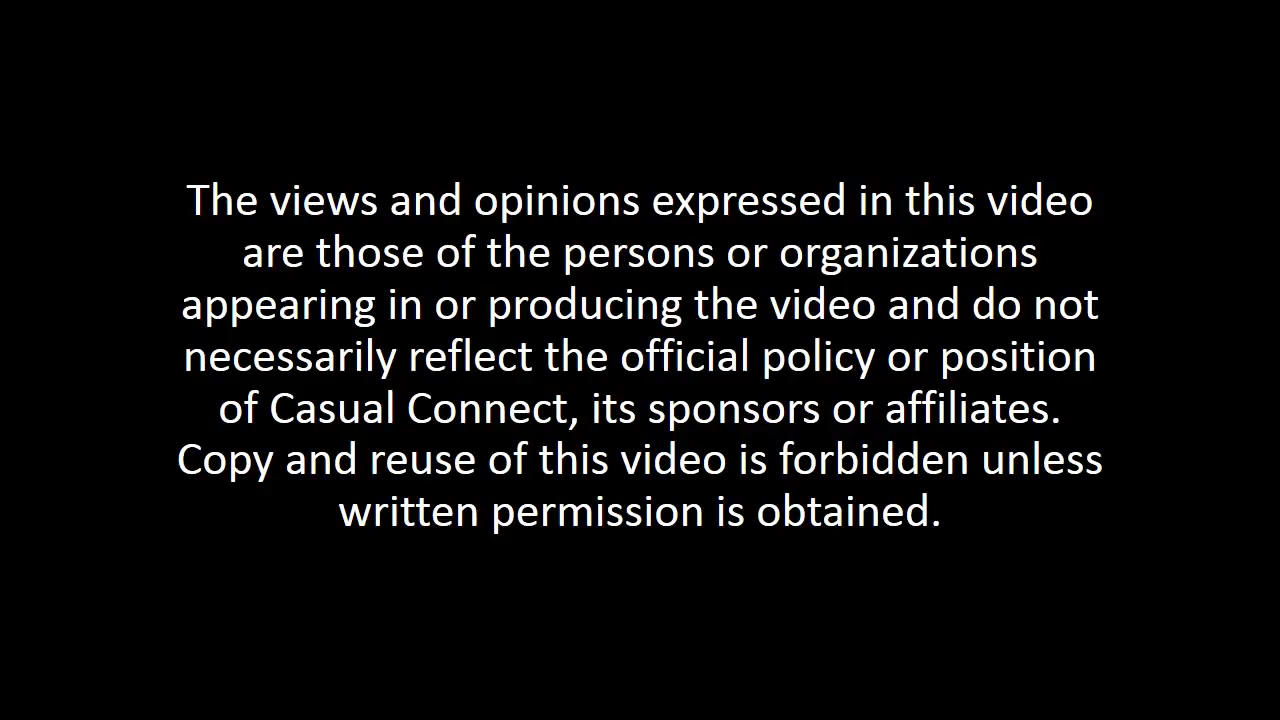 The views and opinions expressed in this video
are those of the persons or organizations
appearing in or producing the video and do not
necessarily reflect the official policy or position
of Casual Connect, its sponsors or affiliates.
Copy and reuse of this video is forbidden unless
written permission is obtained.